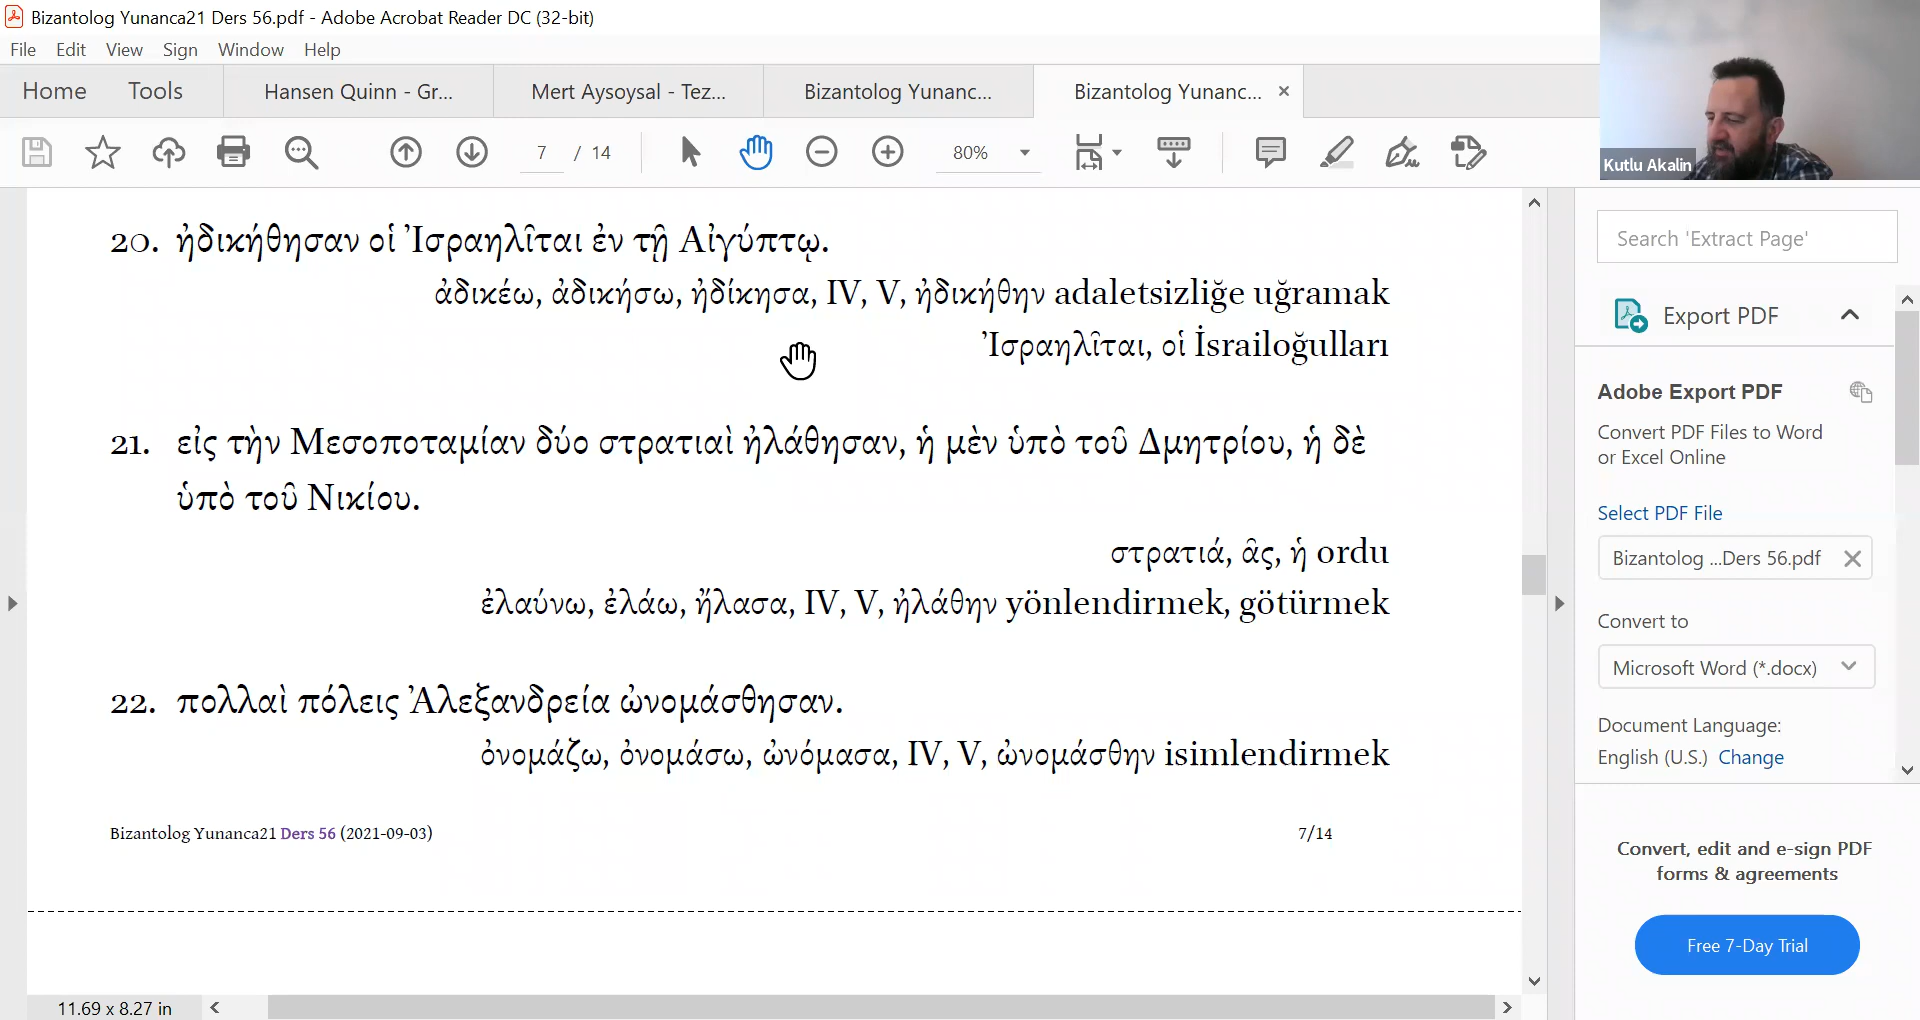 Bizantolog Yunanca21 Ders 56.pdf - Adobe Acrobat Reader DC (32-bit)
File Edit View Sign Window Help
Home Tools Hansen Quinn - Gr... Mert Aysoysal - Tez... Bizantolog Yunanc... Bizantolog Yunanc...
7 / 14 80%
Kutlu Akalin
20. ἠδικήθησαν οἱ Ἰσραηλῖται ἐν τῇ Αἰγύπτῳ.
ἀδικέω, ἀδικήσω, ἠδίκησα, IV, V, ἠδικήθην adaletsizliğe uğramak
Ἰσραηλῖται, οἱ İsrailoğulları
21. εἰς τὴν Μεσοποταμίαν δύο στρατιαὶ ἠλάθησαν, ἡ μὲν ὑπὸ τοῦ Δμητρίου, ἡ δὲ
ὑπὸ τοῦ Νικίου.
στρατιά, ᾶς, ἡ ordu
ἐλαύνω, ἐλάω, ἤλασα, IV, V, ἠλάθην yönlendirmek, götürmek
22. πολλαὶ πόλεις Ἀλεξανδρεία ὠνομάσθησαν.
ὀνομάζω, ὀνομάσω, ὠνόμασα, IV, V, ὠνομάσθην isimlendirmek
Bizantolog Yunanca21 Ders 56 (2021-09-03) 7/14
11.69 x 8.27 in
Search 'Extract Page'
Export PDF
Adobe Export PDF
Convert PDF Files to Word
or Excel Online
Select PDF File
Bizantolog ...Ders 56.pdf
Convert to
Microsoft Word (*.docx)
Document Language:
English (U.S.) Change
Convert, edit and e-sign PDF
forms & agreements
Free 7-Day Trial